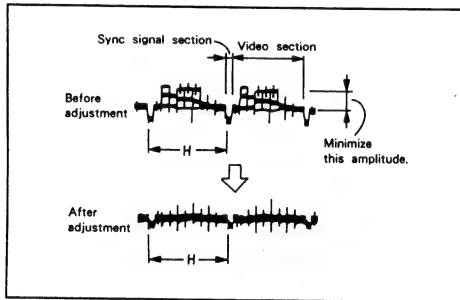 Sync signal section
Video section
Before
adjustment
H
Minimize
this amplitude.
After
adjustment
H